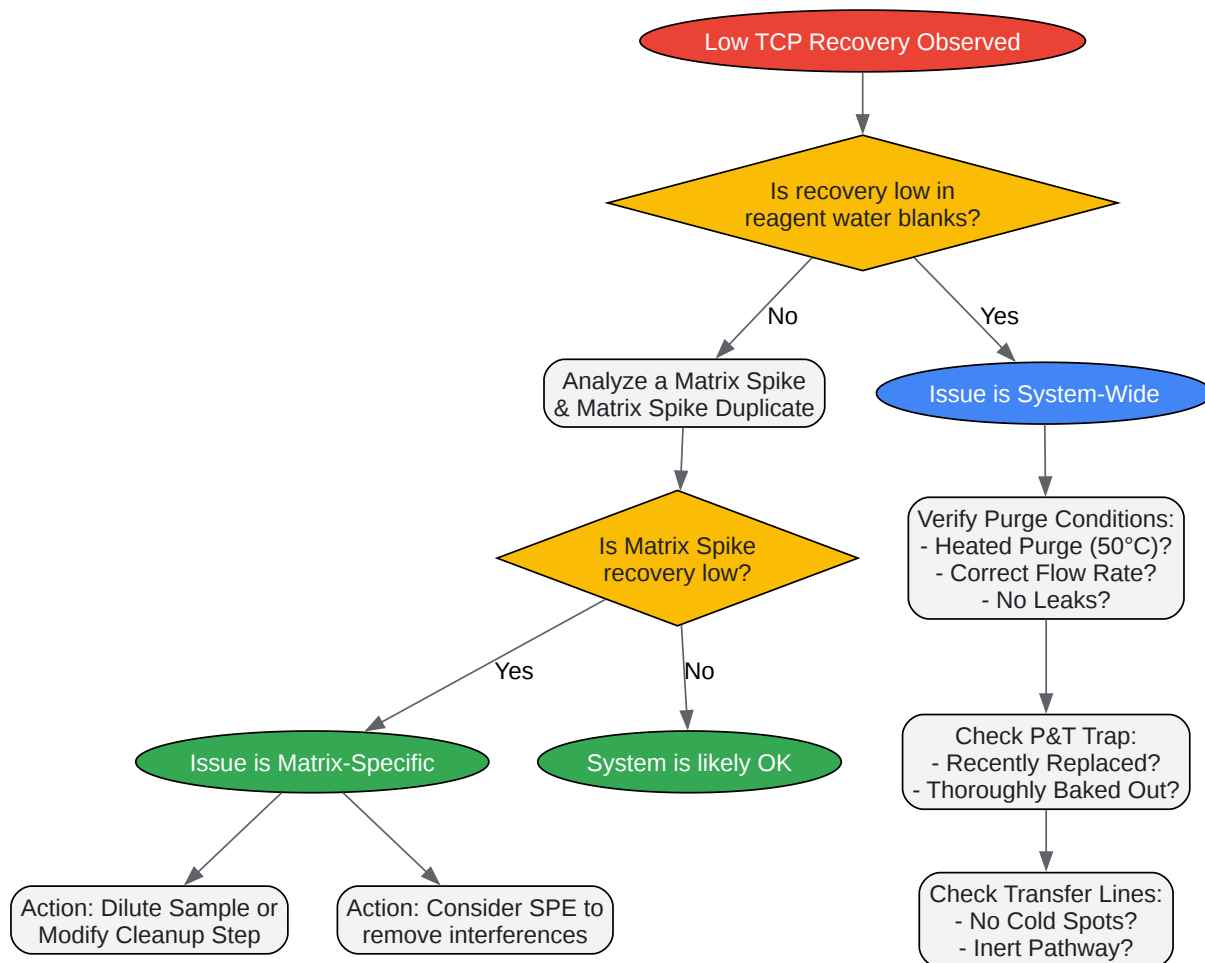 Low TCP Recovery Observed
Is recovery low in
reagent water blanks?
No
Yes
Analyze a Matrix Spike
& Matrix Spike Duplicate
Issue is System-Wide
Is Matrix Spike
recovery low?
Verify Purge Conditions:
- Heated Purge (50°C)?
- Correct Flow Rate?
- No Leaks?
Yes
No
Issue is Matrix-Specific
System is likely OK
Check P&T Trap:
- Recently Replaced?
- Thoroughly Baked Out?
Action: Dilute Sample or
Modify Cleanup Step
Action: Consider SPE to
remove interferences
Check Transfer Lines:
- No Cold Spots?
- Inert Pathway?